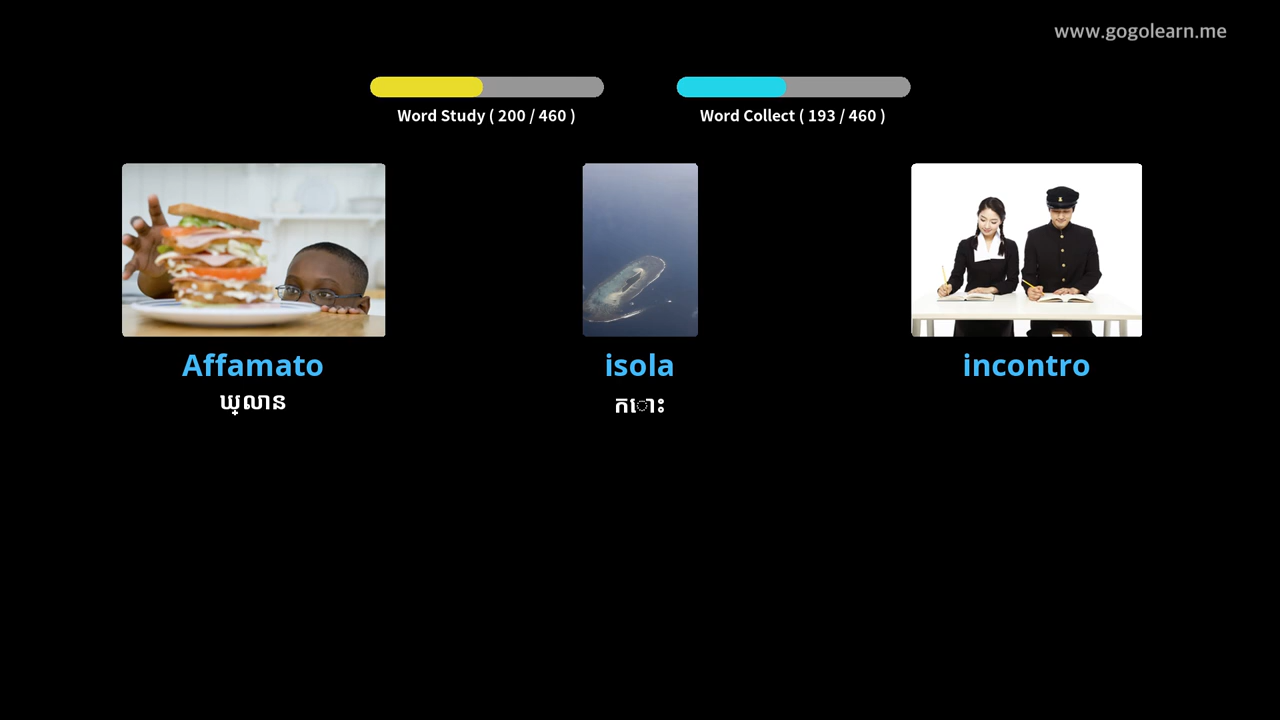 www.gogolearn.me
Word Study ( 200 / 460 )
Word Collect ( 193 / 460 )
Affamato
isola
incontro
ឃ្លាន
កោះ